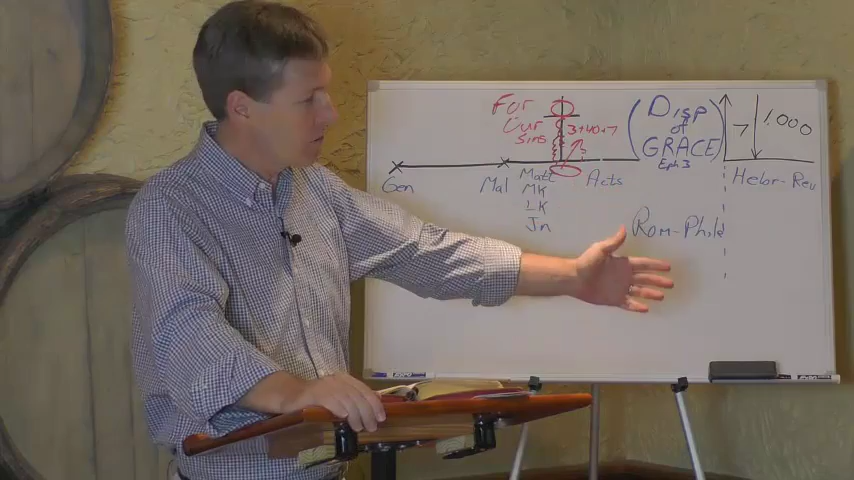 For
Our
sins
3+40+7
?
Disp
of
GRACE
Eph 3
7
1,000
Gen
Mal
Matt
MK
LK
Jn
Acts
Hebr-Rev
Rom-Phile
EXPO